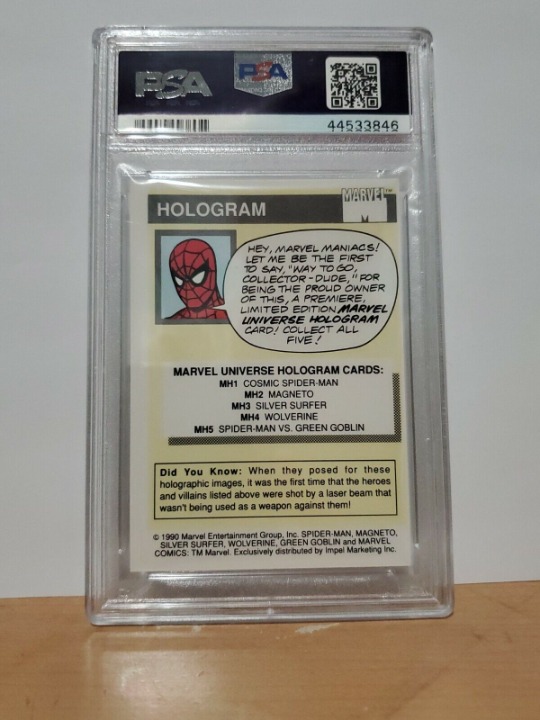 PSA
PSA
44533846
HOLOGRAM
MARVEL™
M
HEY, MARVEL MANIACS!
LET ME BE THE FIRST
TO SAY, "WAY TO GO,
COLLECTOR-DUDE," FOR
BEING THE PROUD OWNER
OF THIS, A PREMIERE,
LIMITED EDITION MARVEL
UNIVERSE HOLOGRAM
CARD! COLLECT ALL
FIVE!
MARVEL UNIVERSE HOLOGRAM CARDS:
MH1 COSMIC SPIDER-MAN
MH2 MAGNETO
MH3 SILVER SURFER
MH4 WOLVERINE
MH5 SPIDER-MAN VS. GREEN GOBLIN
Did You Know: When they posed for these
holographic images, it was the first time that the heroes
and villains listed above were shot by a laser beam that
wasn't being used as a weapon against them!
© 1990 Marvel Entertainment Group, Inc. SPIDER-MAN, MAGNETO,
SILVER SURFER, WOLVERINE, GREEN GOBLIN and MARVEL
COMICS: TM Marvel. Exclusively distributed by Impel Marketing Inc.